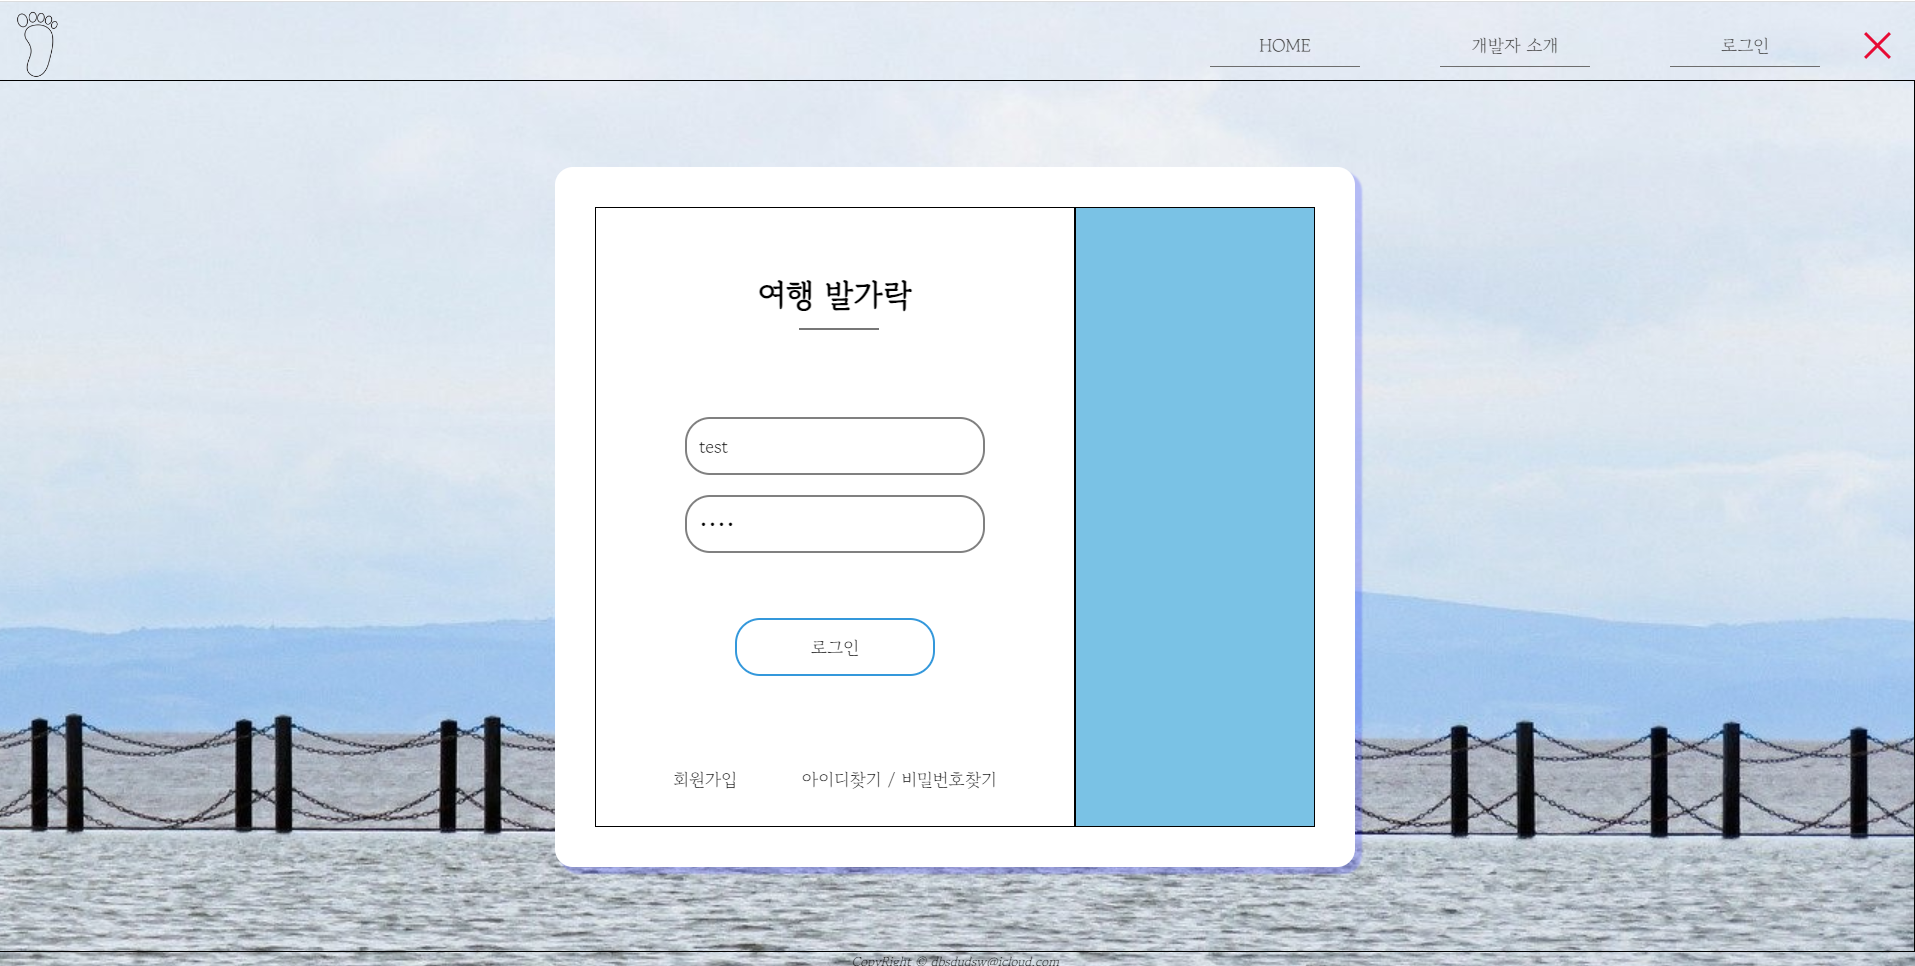 HOME
개발자 소개
로그인
여행 발가락
test
••••
로그인
회원가입
아이디찾기 / 비밀번호찾기
CopyRight © dbsdudsw@icloud.com